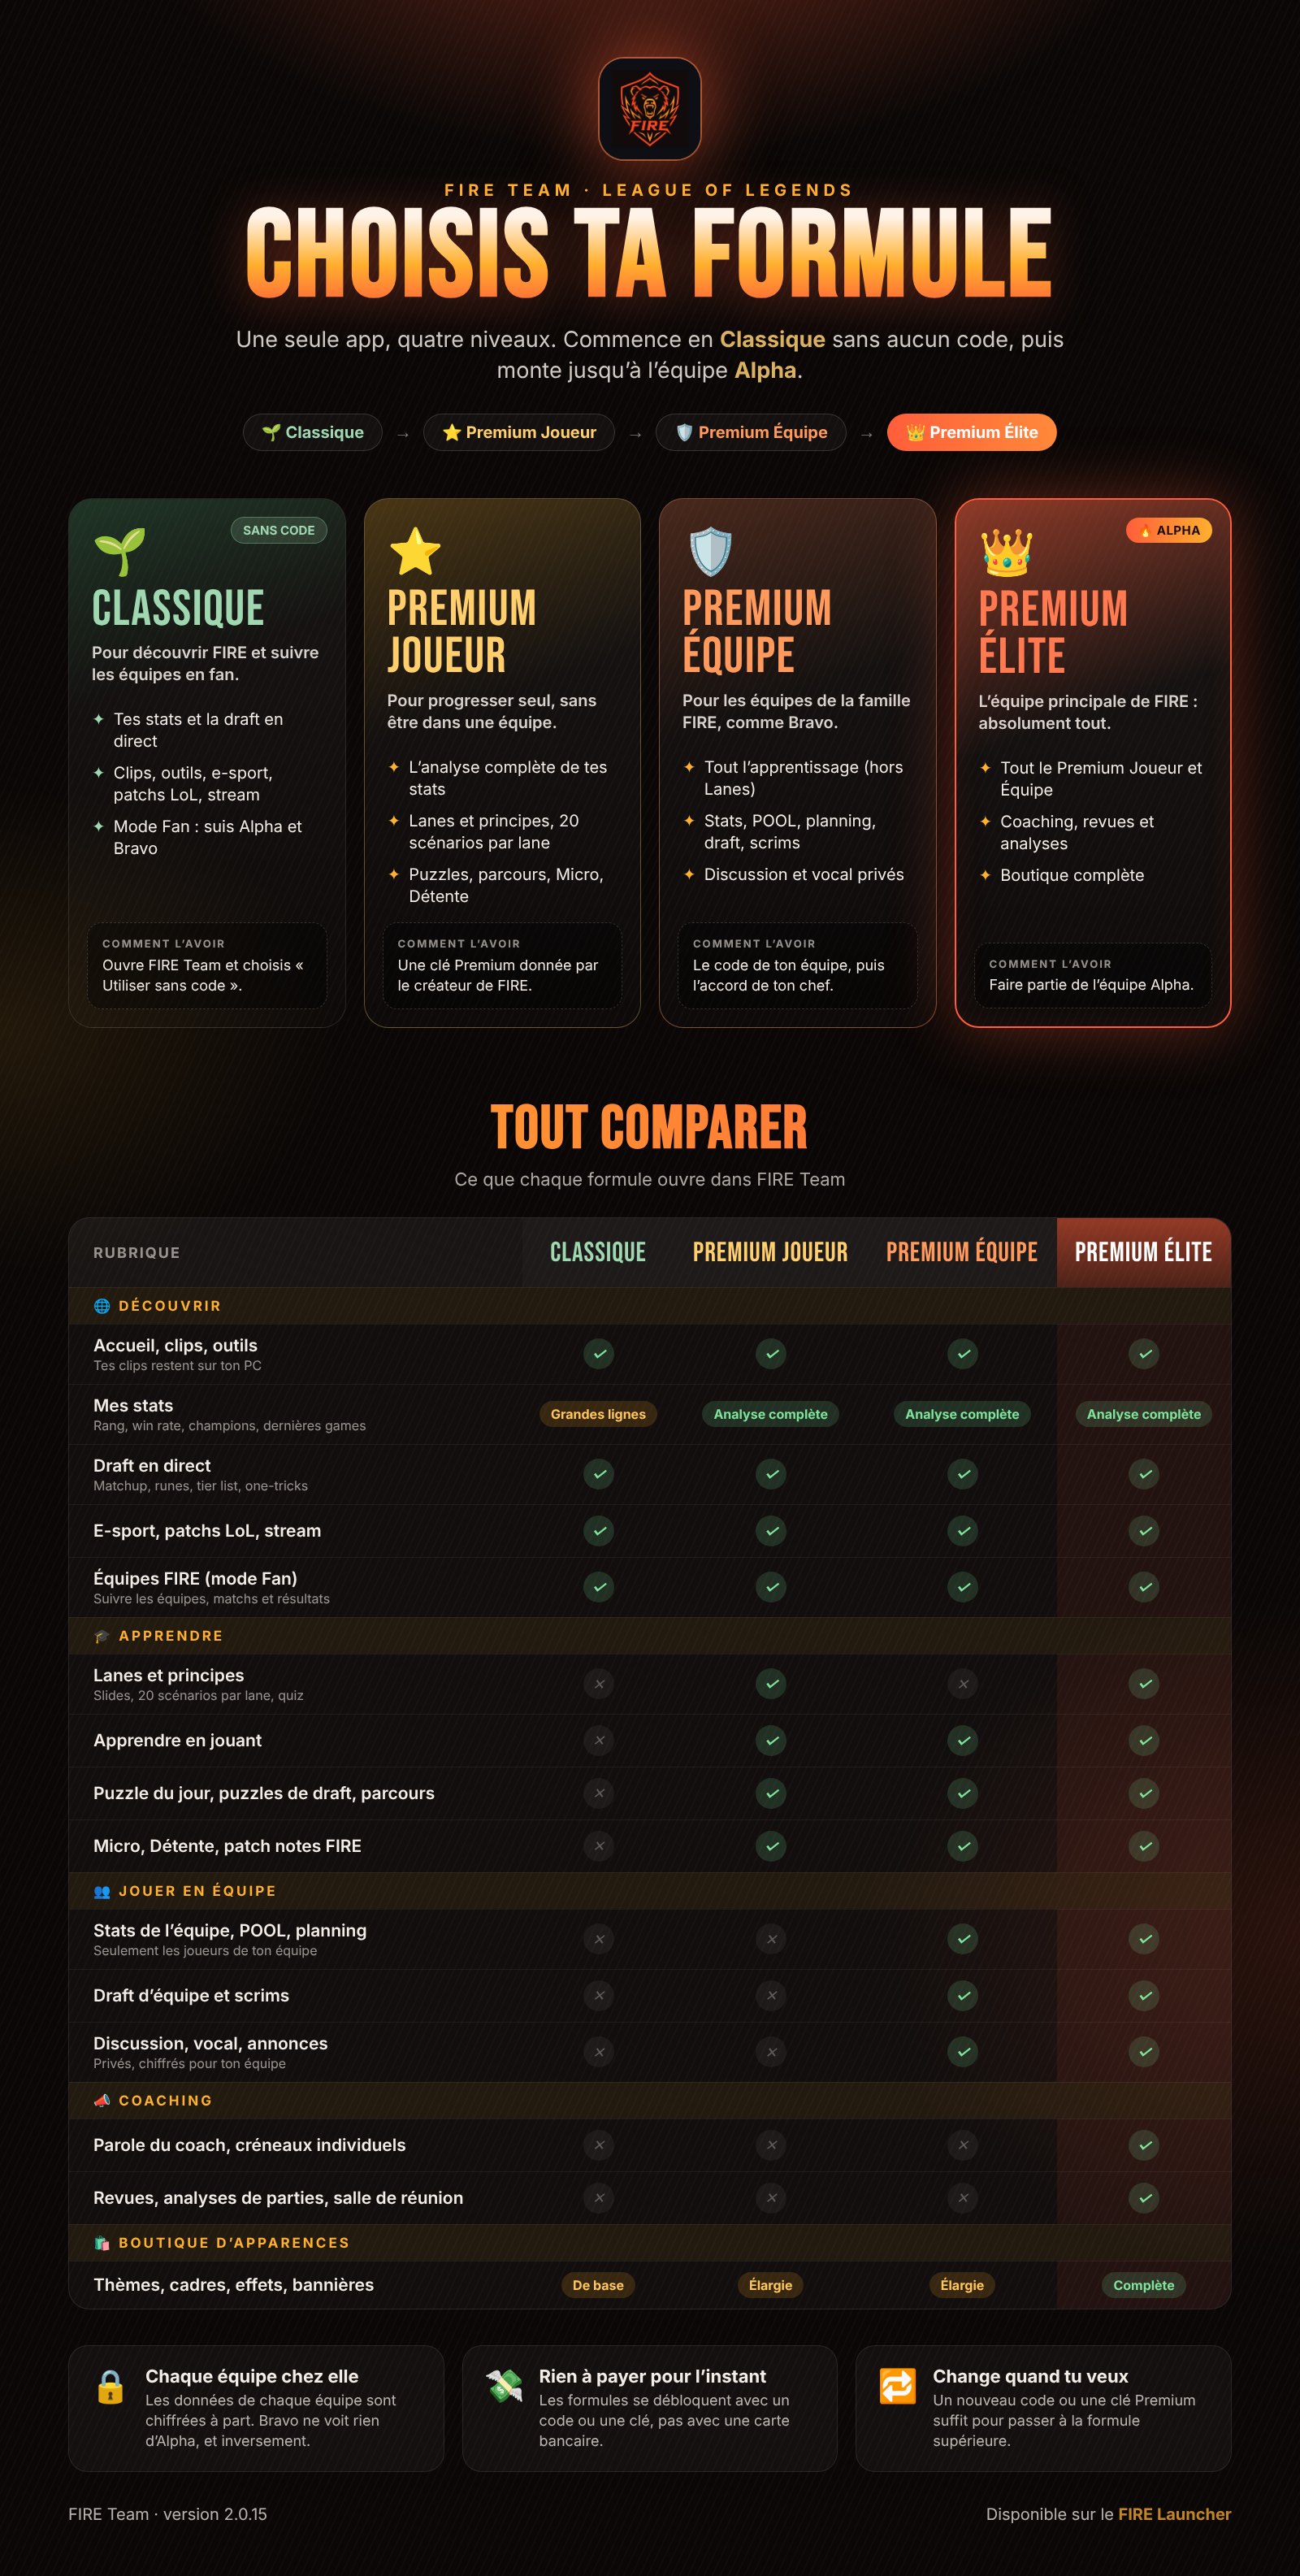 FIRE
FIRE TEAM · LEAGUE OF LEGENDS
CHOISIS TA FORMULE
Une seule app, quatre niveaux. Commence en Classique sans aucun code, puis
monte jusqu’à l’équipe Alpha.
Classique → Premium Joueur → Premium Équipe → Premium Élite
SANS CODE
CLASSIQUE
Pour découvrir FIRE et suivre
les équipes en fan.
Tes stats et la draft en
direct
Clips, outils, e-sport,
patchs LoL, stream
Mode Fan : suis Alpha et
Bravo
COMMENT L’AVOIR
Ouvre FIRE Team et choisis «
Utiliser sans code ».
PREMIUM
JOUEUR
Pour progresser seul, sans
être dans une équipe.
L’analyse complète de tes
stats
Lanes et principes, 20
scénarios par lane
Puzzles, parcours, Micro,
Détente
COMMENT L’AVOIR
Une clé Premium donnée par
le créateur de FIRE.
PREMIUM
ÉQUIPE
Pour les équipes de la famille
FIRE, comme Bravo.
Tout l’apprentissage (hors
Lanes)
Stats, POOL, planning,
draft, scrims
Discussion et vocal privés
COMMENT L’AVOIR
Le code de ton équipe, puis
l’accord de ton chef.
ALPHA
PREMIUM
ÉLITE
L’équipe principale de FIRE :
absolument tout.
Tout le Premium Joueur et
Équipe
Coaching, revues et
analyses
Boutique complète
COMMENT L’AVOIR
Faire partie de l’équipe Alpha.
TOUT COMPARER
Ce que chaque formule ouvre dans FIRE Team
RUBRIQUE CLASSIQUE PREMIUM JOUEUR PREMIUM ÉQUIPE PREMIUM ÉLITE
DÉCOUVRIR
Accueil, clips, outils
Tes clips restent sur ton PC
Mes stats
Rang, win rate, champions, dernières games
Grandes lignes Analyse complète Analyse complète Analyse complète
Draft en direct
Matchup, runes, tier list, one-tricks
E-sport, patchs LoL, stream
Équipes FIRE (mode Fan)
Suivre les équipes, matchs et résultats
APPRENDRE
Lanes et principes
Slides, 20 scénarios par lane, quiz
Apprendre en jouant
Puzzle du jour, puzzles de draft, parcours
Micro, Détente, patch notes FIRE
JOUER EN ÉQUIPE
Stats de l’équipe, POOL, planning
Seulement les joueurs de ton équipe
Draft d’équipe et scrims
Discussion, vocal, annonces
Privés, chiffrés pour ton équipe
COACHING
Parole du coach, créneaux individuels
Revues, analyses de parties, salle de réunion
BOUTIQUE D’APPARENCES
Thèmes, cadres, effets, bannières De base Élargie Élargie Complète
Chaque équipe chez elle
Les données de chaque équipe sont
chiffrées à part. Bravo ne voit rien
d’Alpha, et inversement.
Rien à payer pour l’instant
Les formules se débloquent avec un
code ou une clé, pas avec une carte
bancaire.
Change quand tu veux
Un nouveau code ou une clé Premium
suffit pour passer à la formule
supérieure.
FIRE Team · version 2.0.15
Disponible sur le FIRE Launcher